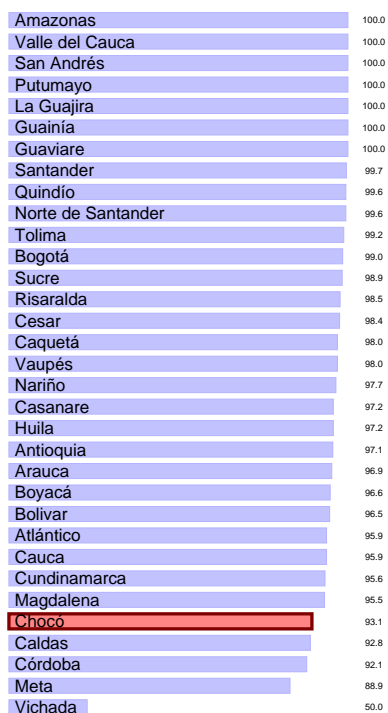 Amazonas 100.0
Valle del Cauca 100.0
San Andrés 100.0
Putumayo 100.0
La Guajira 100.0
Guainía 100.0
Guaviare 100.0
Santander 99.7
Quindío 99.6
Norte de Santander 99.6
Tolima 99.2
Bogotá 99.0
Sucre 98.9
Risaralda 98.5
Cesar 98.4
Caquetá 98.0
Vaupés 98.0
Nariño 97.7
Casanare 97.2
Huila 97.2
Antioquia 97.1
Arauca 96.9
Boyacá 96.6
Bolivar 96.5
Atlántico 95.9
Cauca 95.9
Cundinamarca 95.6
Magdalena 95.5
Chocó 93.1
Caldas 92.8
Córdoba 92.1
Meta 88.9
Vichada 50.0